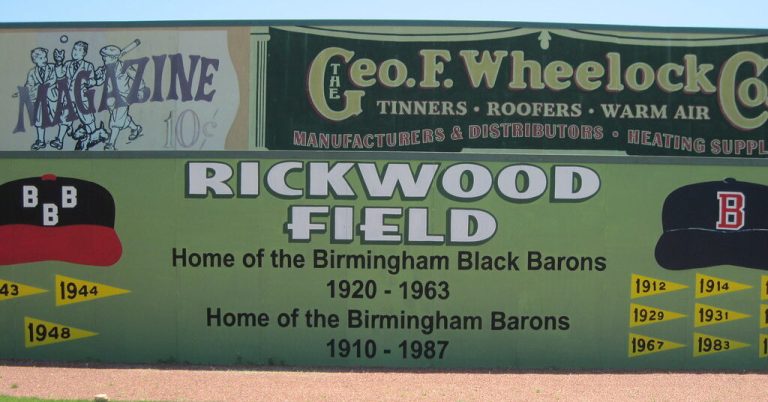 MAGAZINE
10¢
THE
GEO. F. WHEELOCK CO
TINNERS • ROOFERS • WARM AIR
MANUFACTURERS & DISTRIBUTORS • HEATING SUPPL
BBB
RICKWOOD
FIELD
Home of the Birmingham Black Barons
1920 - 1963
Home of the Birmingham Barons
1910 - 1987
B
43 1944
1948
1912 1914
1929 1931
1967 1983